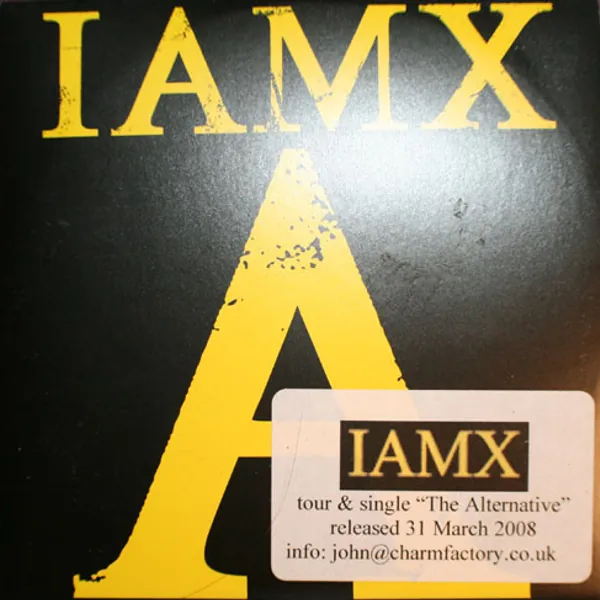 IAMX
A
IAMX
tour & single “The Alternative”
released 31 March 2008
info: john@charmfactory.co.uk